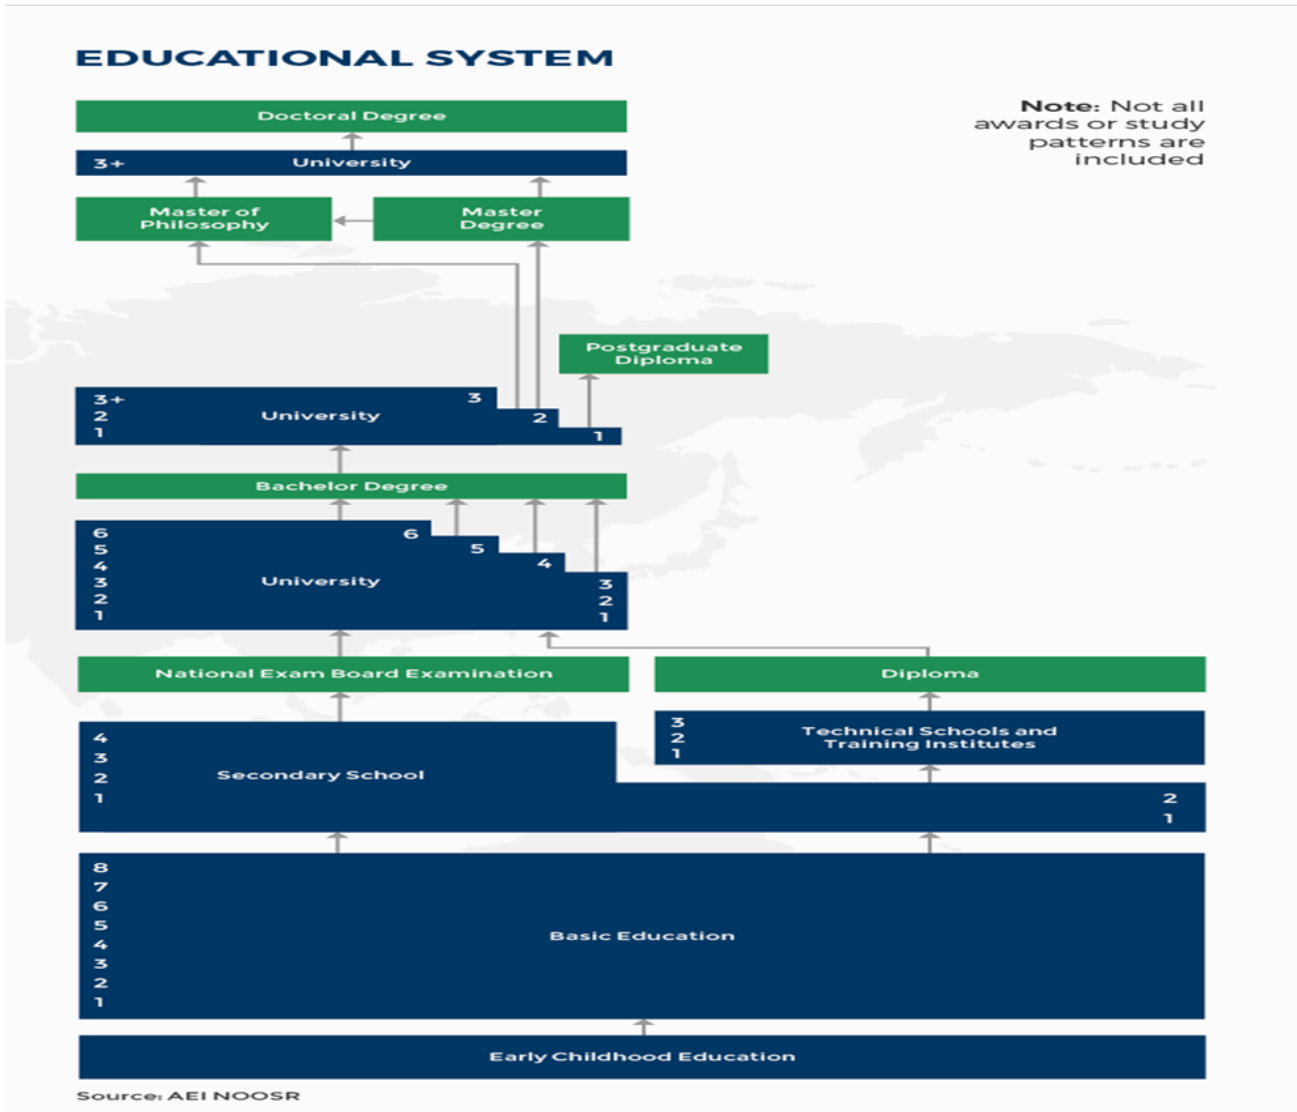 EDUCATIONAL SYSTEM
Note: Not all
awards or study
patterns are
included
Doctoral Degree
3+ University
Master of
Philosophy
Master
Degree
Postgraduate
Diploma
3+ 3
2 University 2
1 1
Bachelor Degree
6 6
5 5
4 4
3 University 3
2 2
1 1
National Exam Board Examination
Diploma
4
3
2 Secondary School
1
3
2 Technical Schools and
1 Training Institutes
2
1
8
7
6
5
4 Basic Education
3
2
1
Early Childhood Education
Source: AEI NOOSR